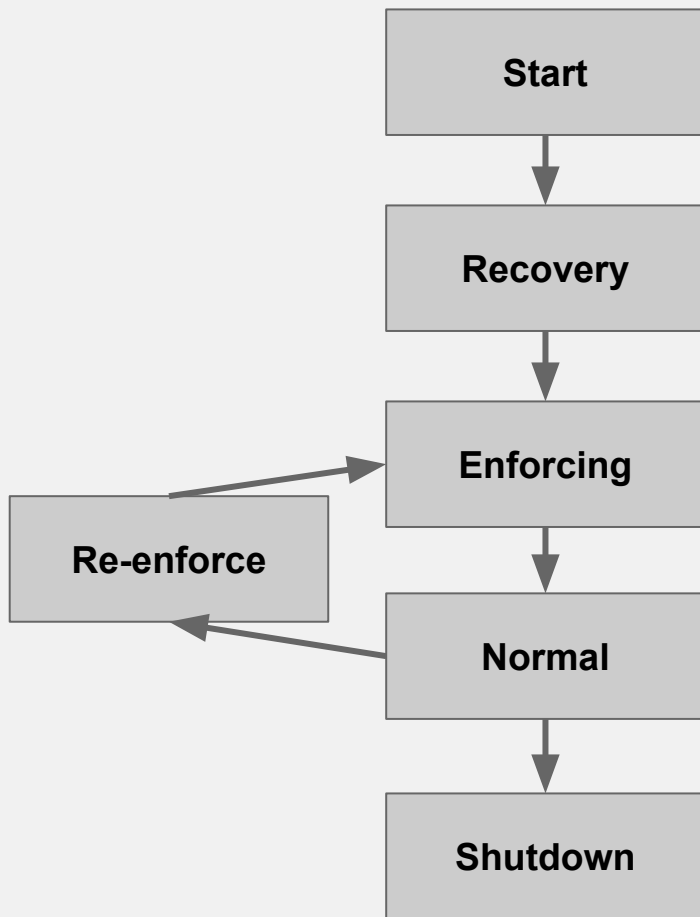 Start
Recovery
Enforcing
Re-enforce
Normal
Shutdown